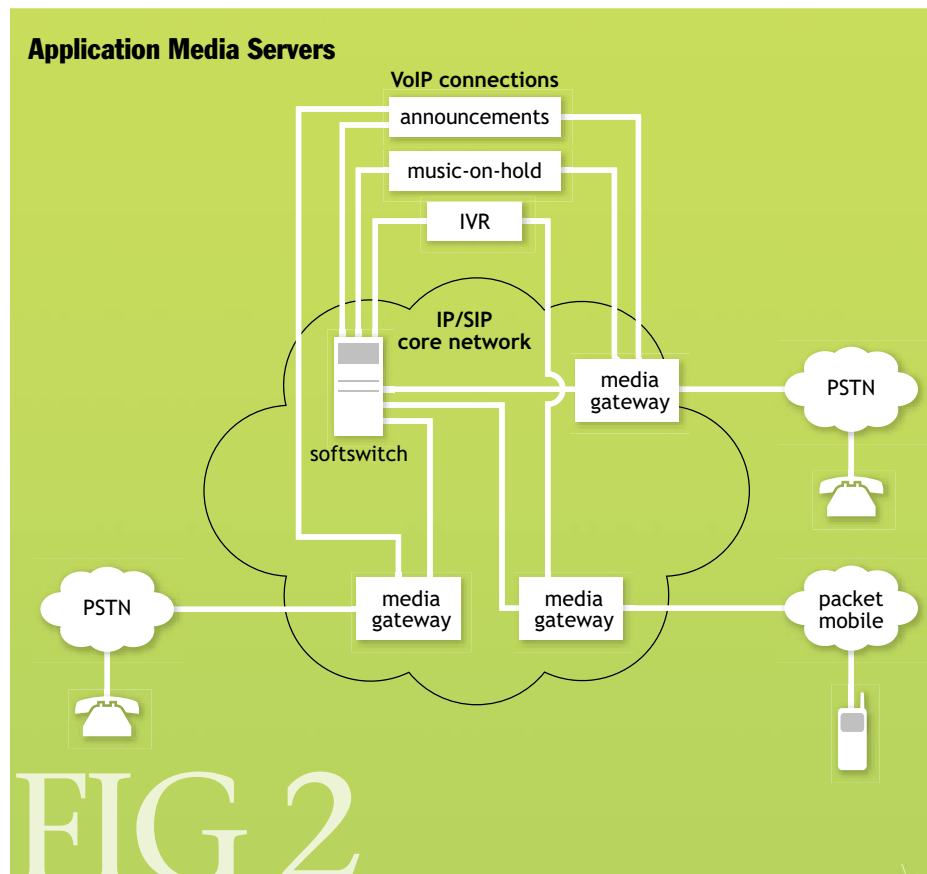 Application Media Servers
VoIP connections
announcements
music-on-hold
IVR
IP/SIP
core network
media
gateway
PSTN
softswitch
PSTN
media
gateway
media
gateway
packet
mobile
FIG 2